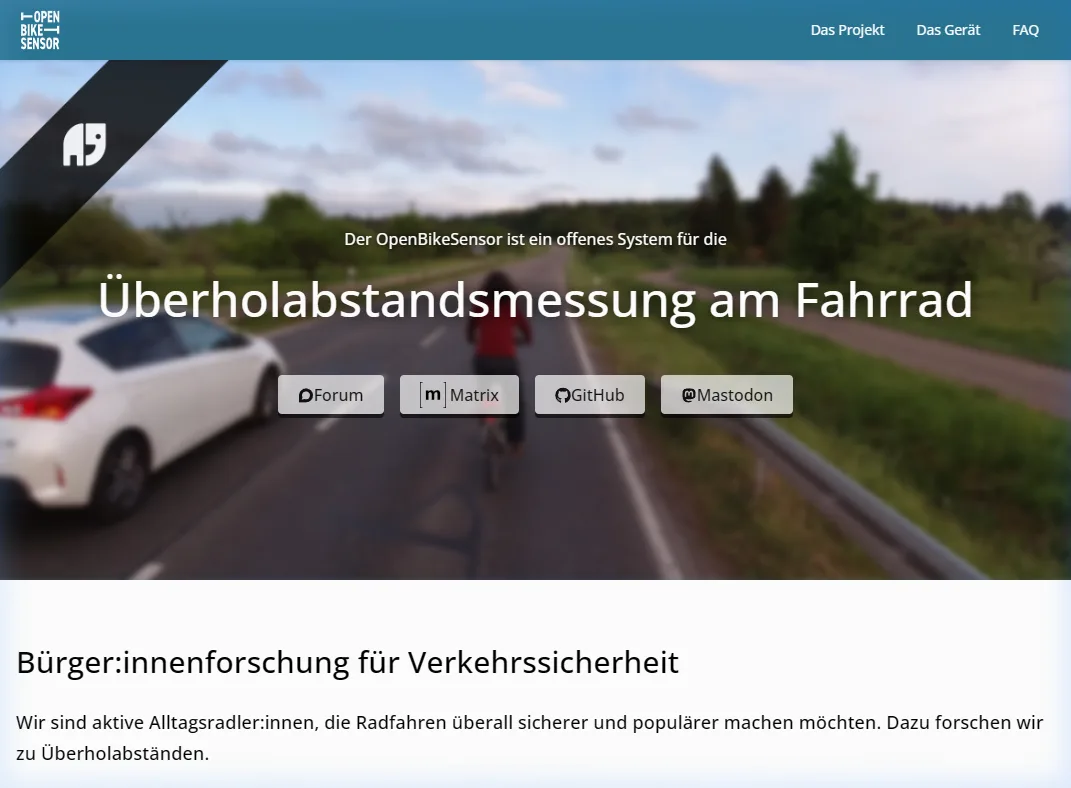 OPEN
BIKE
SENSOR
Das Projekt
Das Gerät
FAQ
Der OpenBikeSensor ist ein offenes System für die
Überholabstandsmessung am Fahrrad
Forum
[m] Matrix
GitHub
Mastodon
Bürger:innenforschung für Verkehrssicherheit
Wir sind aktive Alltagsradler:innen, die Radfahren überall sicherer und populärer machen möchten. Dazu forschen wir
zu Überholabständen.